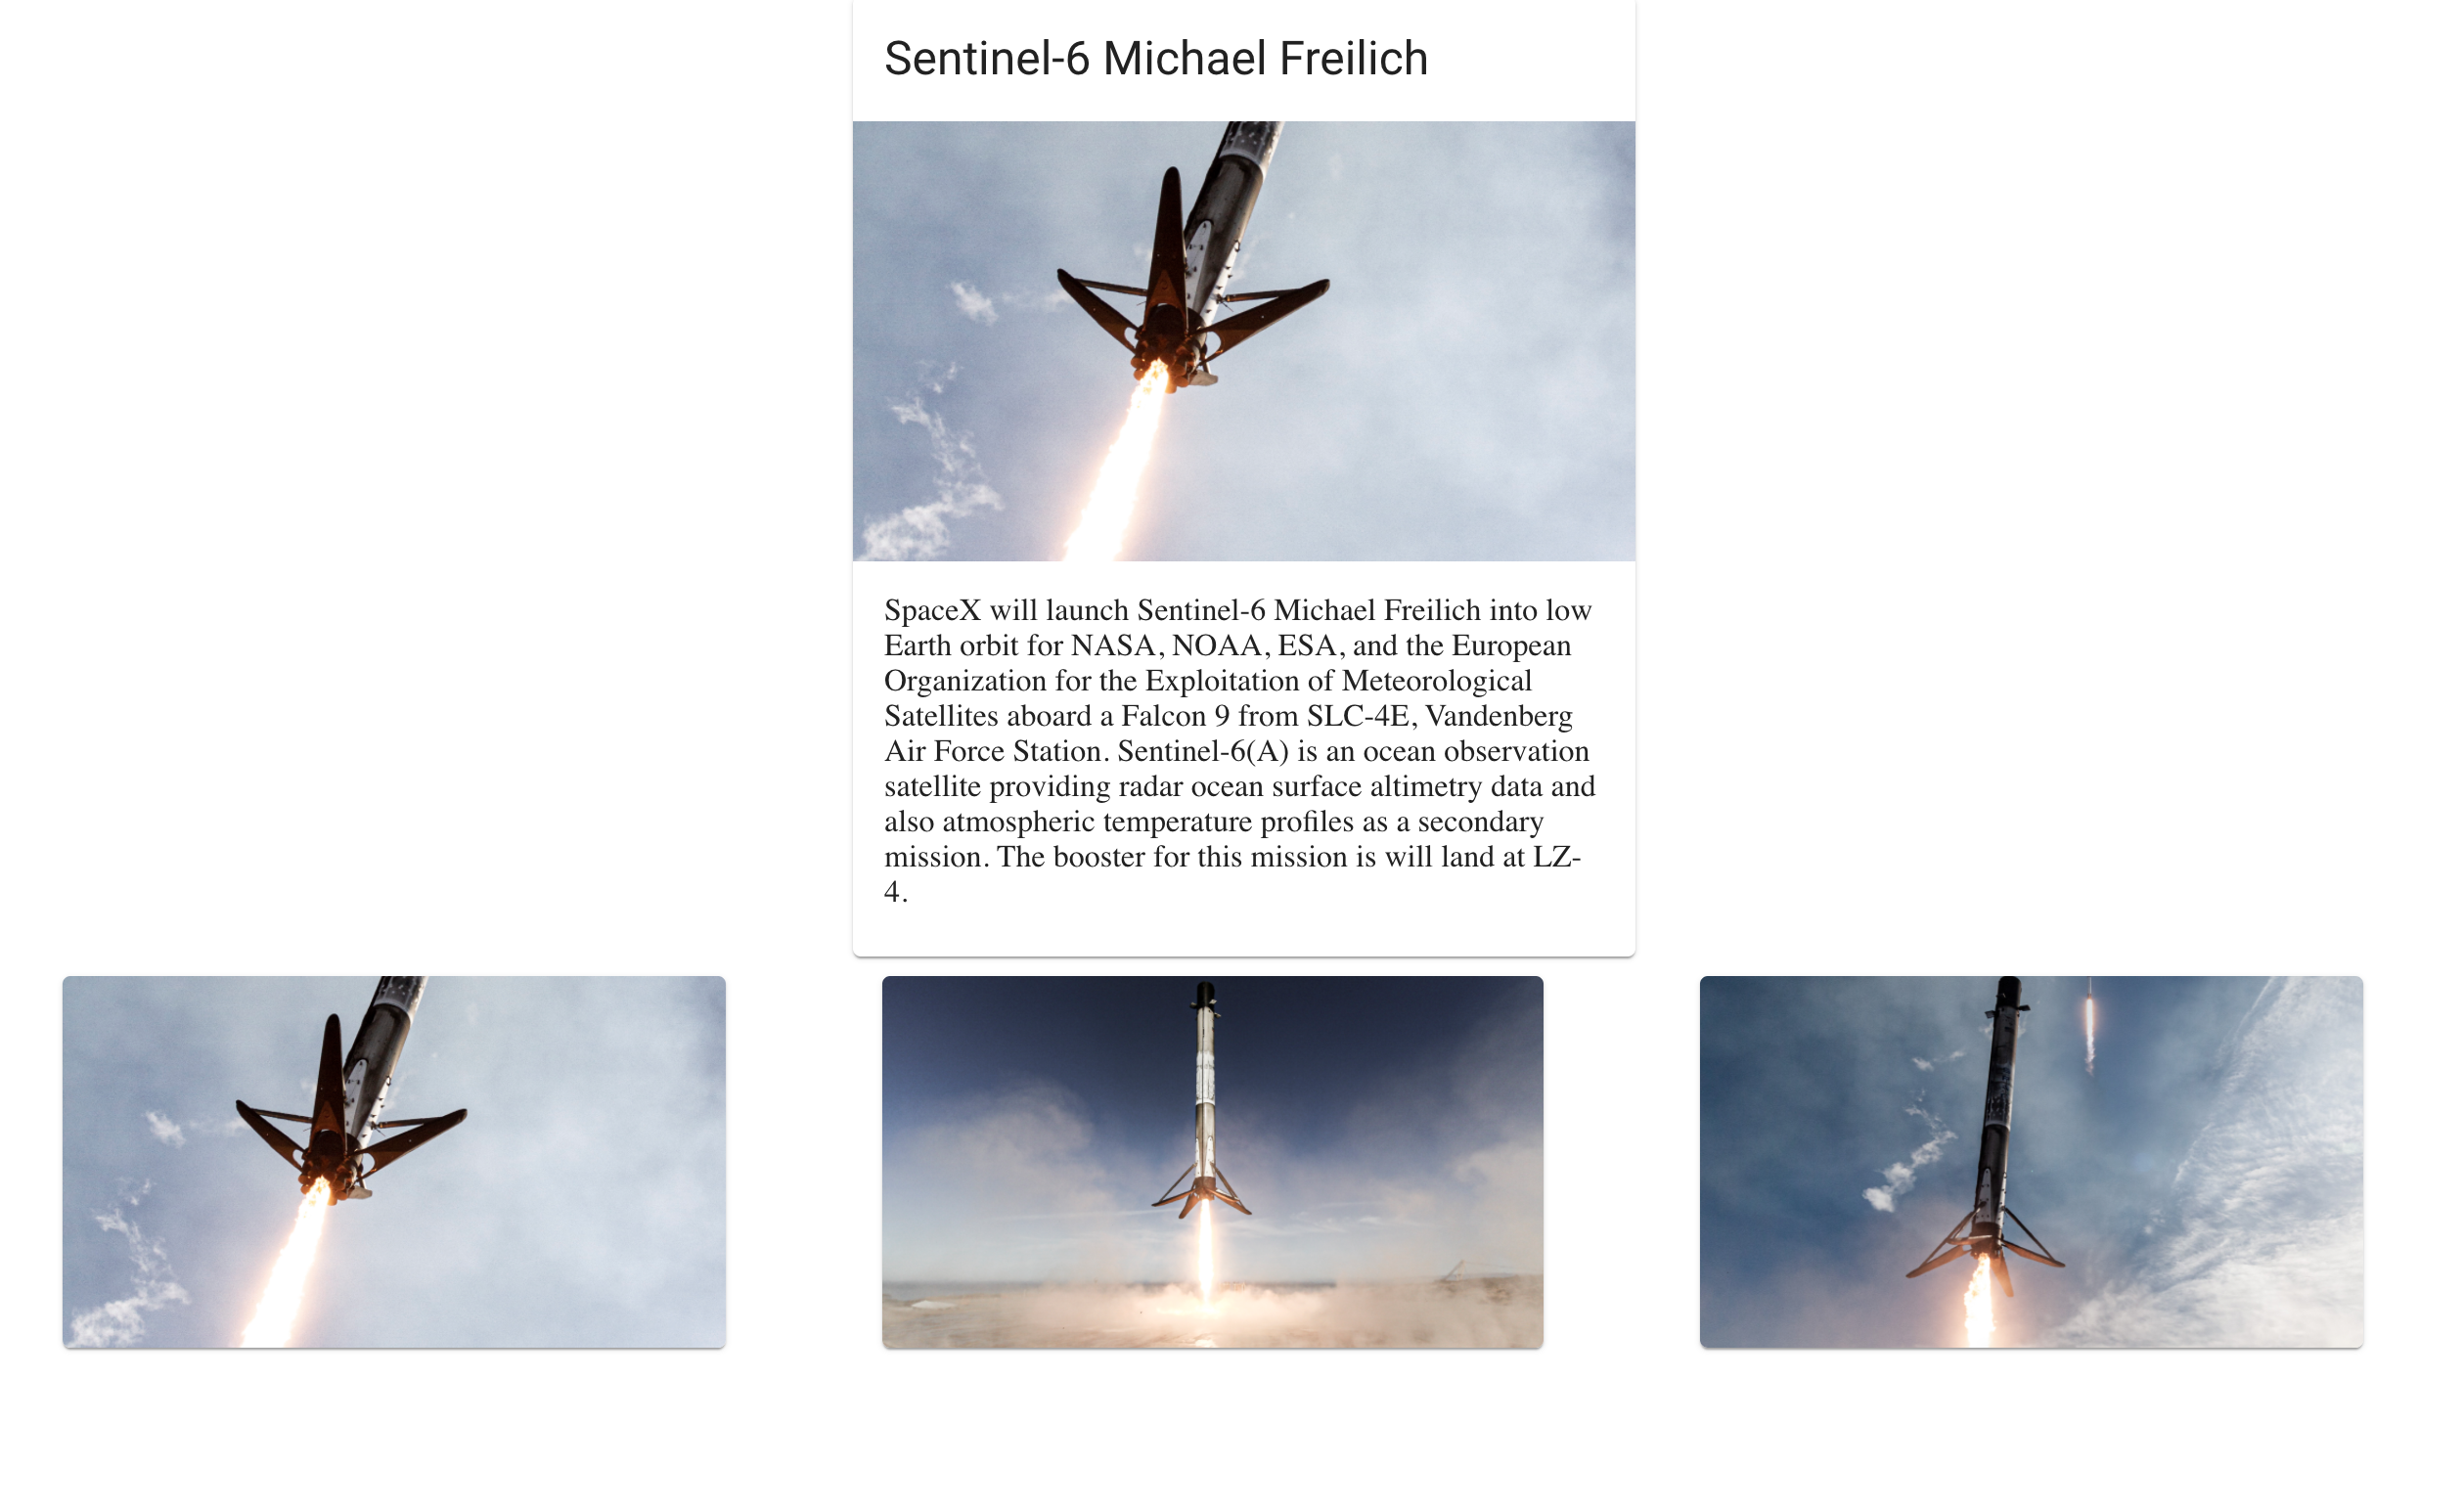 Sentinel-6 Michael Freilich
SpaceX will launch Sentinel-6 Michael Freilich into low
Earth orbit for NASA, NOAA, ESA, and the European
Organization for the Exploitation of Meteorological
Satellites aboard a Falcon 9 from SLC-4E, Vandenberg
Air Force Station. Sentinel-6(A) is an ocean observation
satellite providing radar ocean surface altimetry data and
also atmospheric temperature profiles as a secondary
mission. The booster for this mission is will land at LZ-
4.